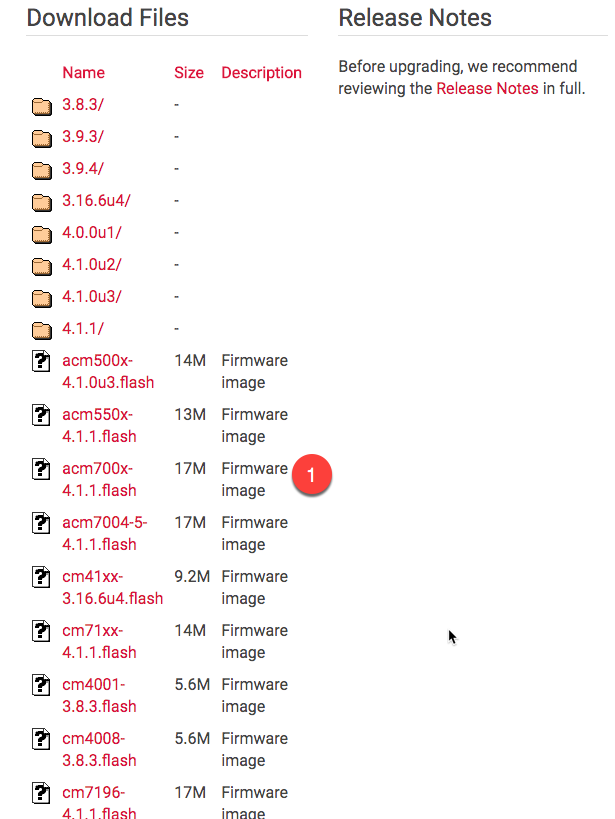 Download Files
Release Notes
Before upgrading, we recommend
reviewing the Release Notes in full.
Name Size Description
3.8.3/ -
3.9.3/ -
3.9.4/ -
3.16.6u4/ -
4.0.0u1/ -
4.1.0u2/ -
4.1.0u3/ -
4.1.1/ -
acm500x- 14M Firmware
4.1.0u3.flash image
acm550x- 13M Firmware
4.1.1.flash image
acm700x- 17M Firmware 1
4.1.1.flash image
acm7004-5- 17M Firmware
4.1.1.flash image
cm41xx- 9.2M Firmware
3.16.6u4.flash image
cm71xx- 14M Firmware
4.1.1.flash image
cm4001- 5.6M Firmware
3.8.3.flash image
cm4008- 5.6M Firmware
3.8.3.flash image
cm7196- 17M Firmware
4.1.1.flash image